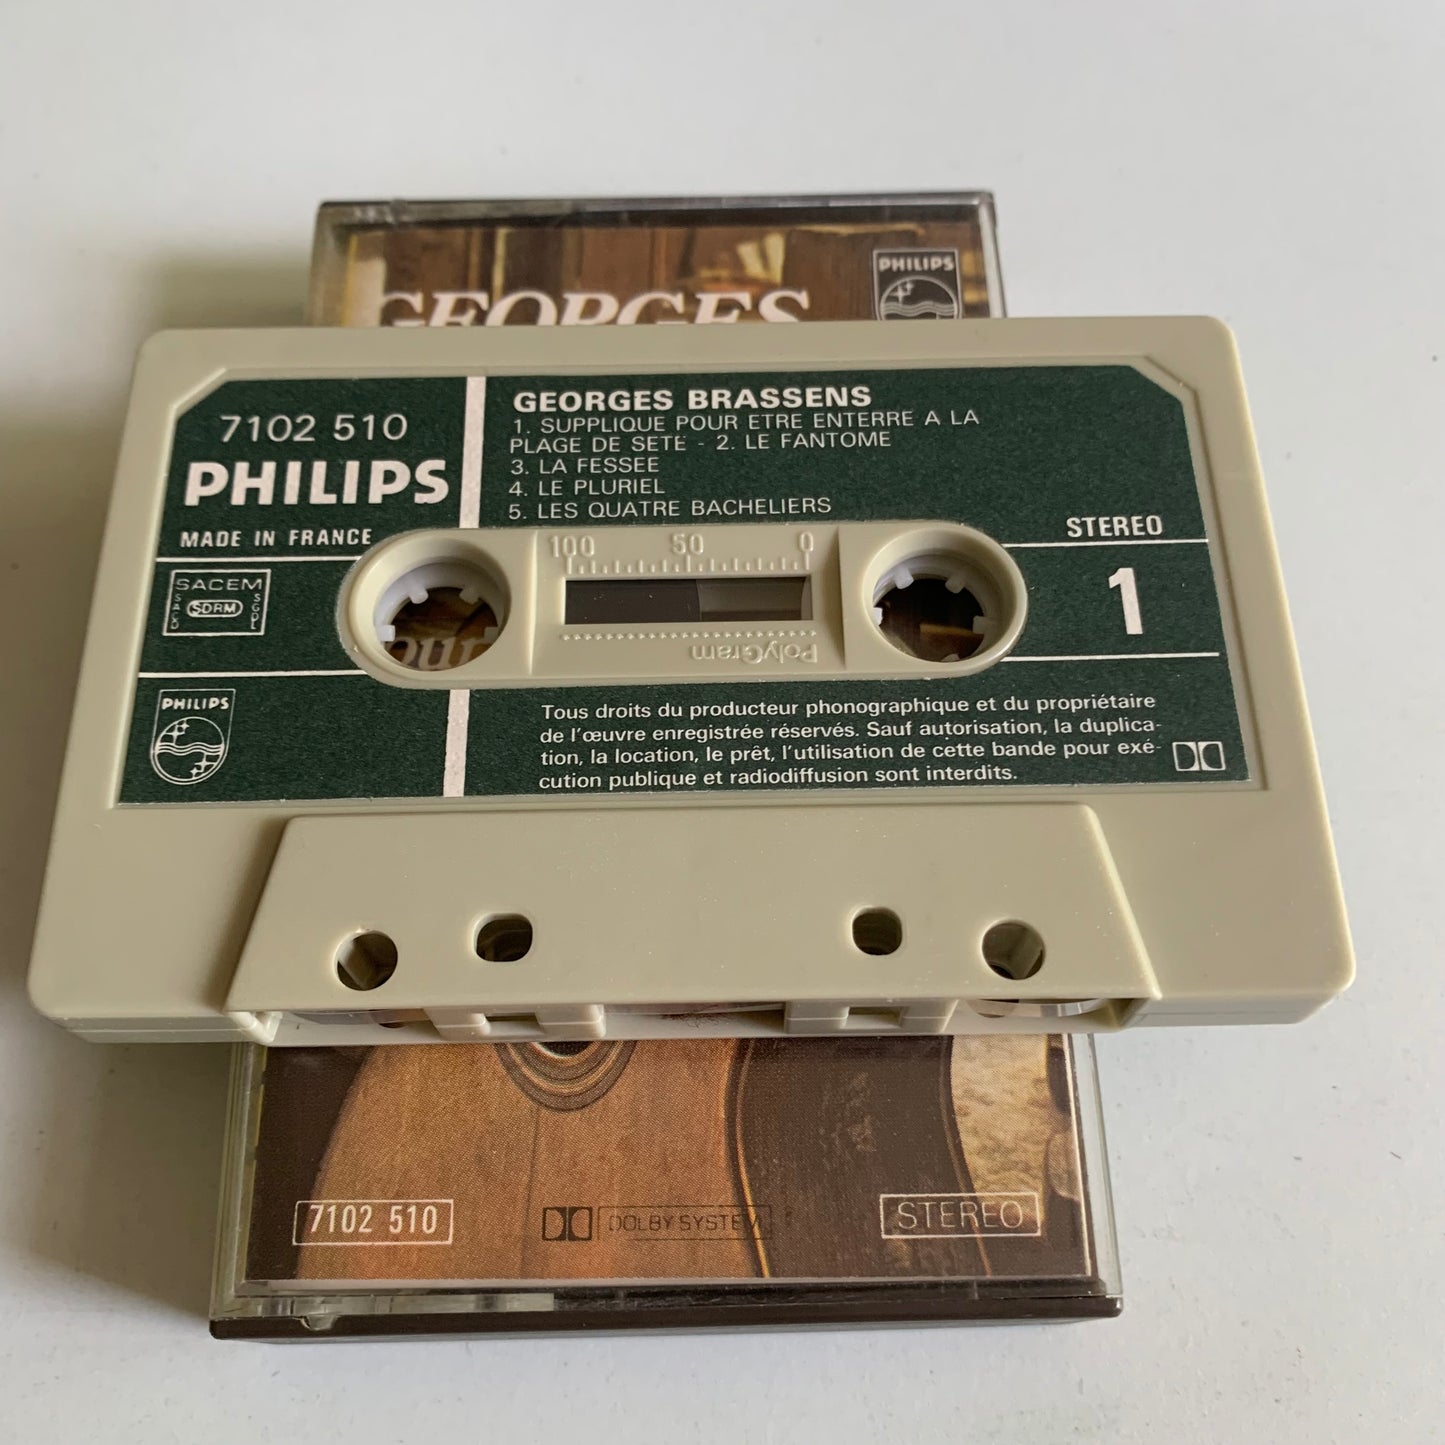 GEORGES
PHILIPS
7102 510
PHILIPS
MADE IN FRANCE
SACEM
SACD
SDRM
SGDL
PHILIPS
GEORGES BRASSENS
1. SUPPLIQUE POUR ETRE ENTERRE A LA
PLAGE DE SETE - 2. LE FANTOME
3. LA FESSEE
4. LE PLURIEL
5. LES QUATRE BACHELIERS
STEREO
1
100 50 0
PolyGram
Tous droits du producteur phonographique et du propriétaire
de l'œuvre enregistrée réservés. Sauf autorisation, la duplica-
tion, la location, le prêt, l'utilisation de cette bande pour exé-
cution publique et radiodiffusion sont interdits.
7102 510
DOLBY SYSTEM
STEREO